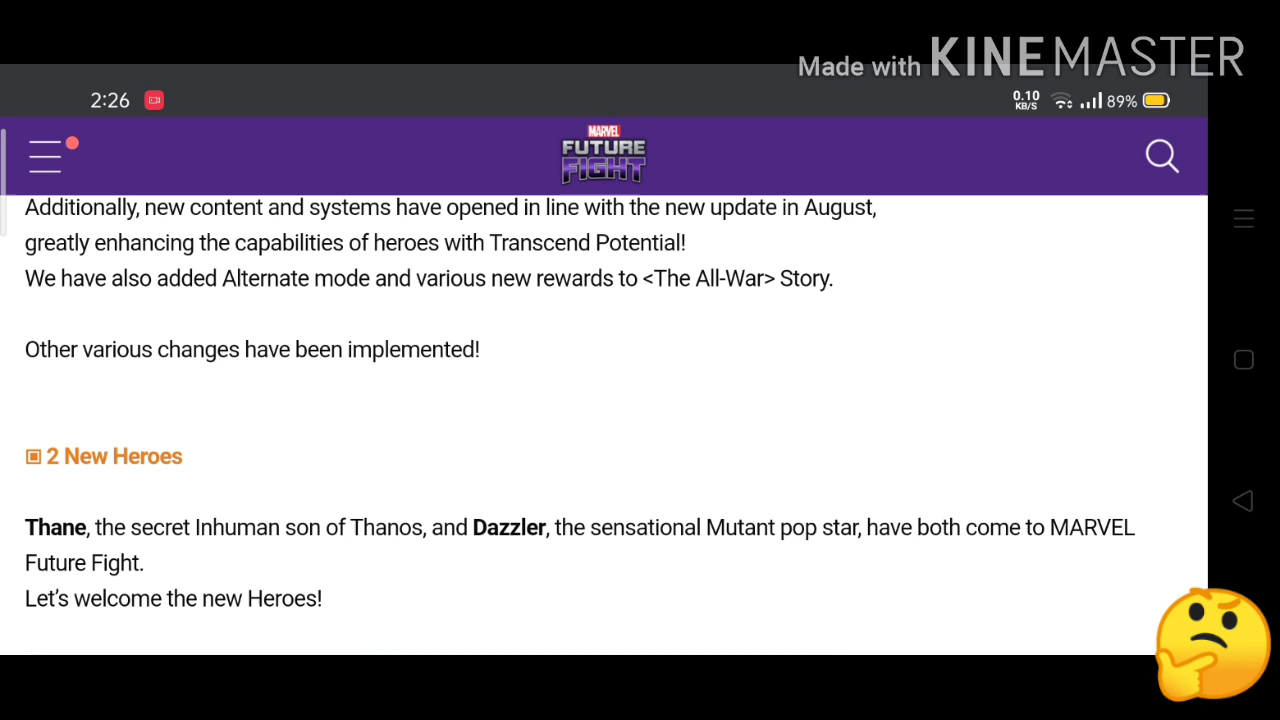 Made with KINEMASTER
2:26
0.10
KB/S
89%
MARVEL
FUTURE
FIGHT
Additionally, new content and systems have opened in line with the new update in August,
greatly enhancing the capabilities of heroes with Transcend Potential!
We have also added Alternate mode and various new rewards to <The All-War> Story.
Other various changes have been implemented!
2 New Heroes
Thane, the secret Inhuman son of Thanos, and Dazzler, the sensational Mutant pop star, have both come to MARVEL
Future Fight.
Let’s welcome the new Heroes!